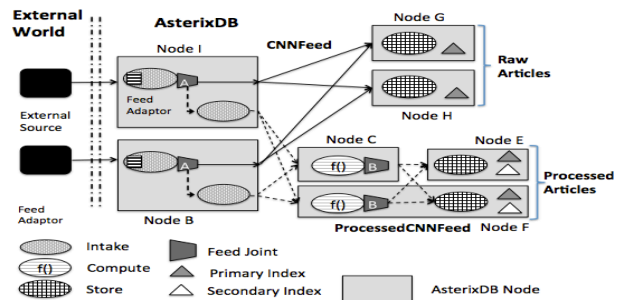 External World
AsterixDB
Node I
CNNFeed
Node G
Raw Articles
A
Feed Adaptor
External Source
Node H
Node C
Node E
f()
B
Processed Articles
A
f()
B
Feed Adaptor
Node B
ProcessedCNNFeed
Node F
Intake
Feed Joint
f()
Compute
Primary Index
Store
Secondary Index
AsterixDB Node